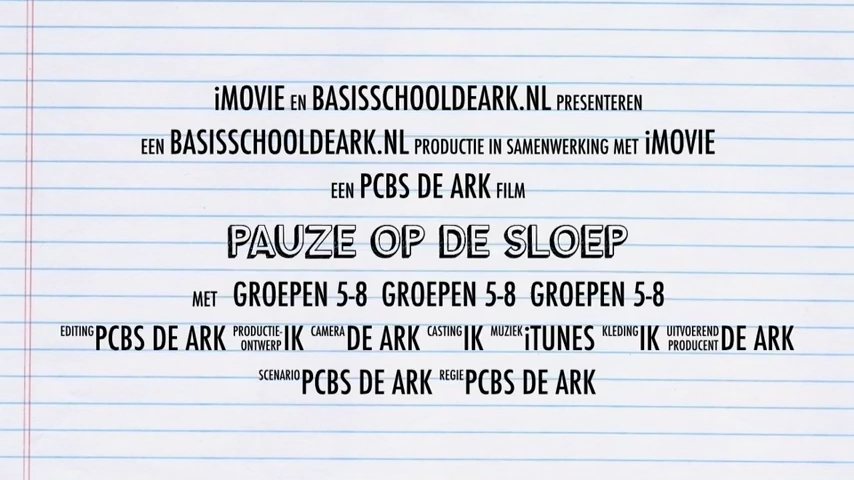 iMOVIE EN BASISSCHOOLDEARK.NL PRESENTEREN
EEN BASISSCHOOLDEARK.NL PRODUCTIE IN SAMENWERKING MET iMOVIE
EEN PCBS DE ARK FILM
PAUZE OP DE SLOEP
MET GROEPEN 5-8 GROEPEN 5-8 GROEPEN 5-8
EDITING PCBS DE ARK PRODUCTIE-ONTWERP IK CAMERA DE ARK CASTING IK MUZIEK iTUNES KLEDING IK UITVOEREND PRODUCENT DE ARK
SCENARIO PCBS DE ARK REGIE PCBS DE ARK